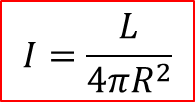 I = L / 4πR²